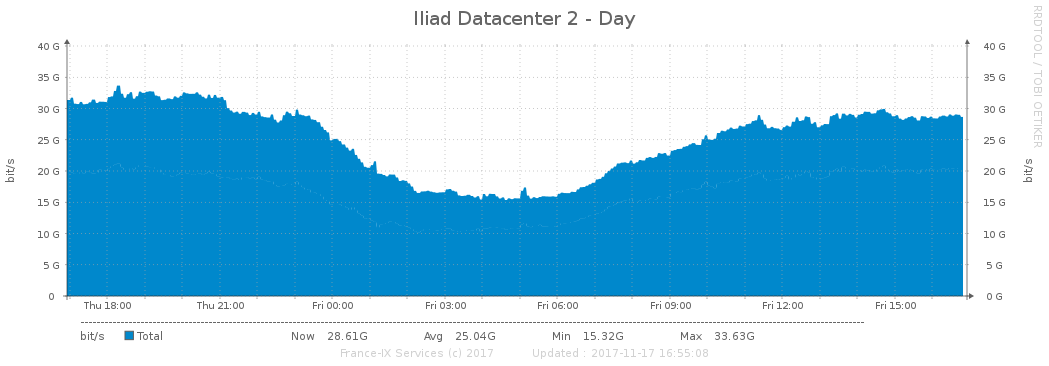 Iliad Datacenter 2 - Day
RRDTOOL / TOBI OETIKER
40 G 40 G
35 G 35 G
30 G 30 G
25 G 25 G
20 G 20 G
15 G 15 G
10 G 10 G
5 G 5 G
0 0 G
bit/s bit/s
Thu 18:00 Thu 21:00 Fri 00:00 Fri 03:00 Fri 06:00 Fri 09:00 Fri 12:00 Fri 15:00
bit/s Total Now 28.61G Avg 25.04G Min 15.32G Max 33.63G
France-IX Services (c) 2017 Updated : 2017-11-17 16:55:08